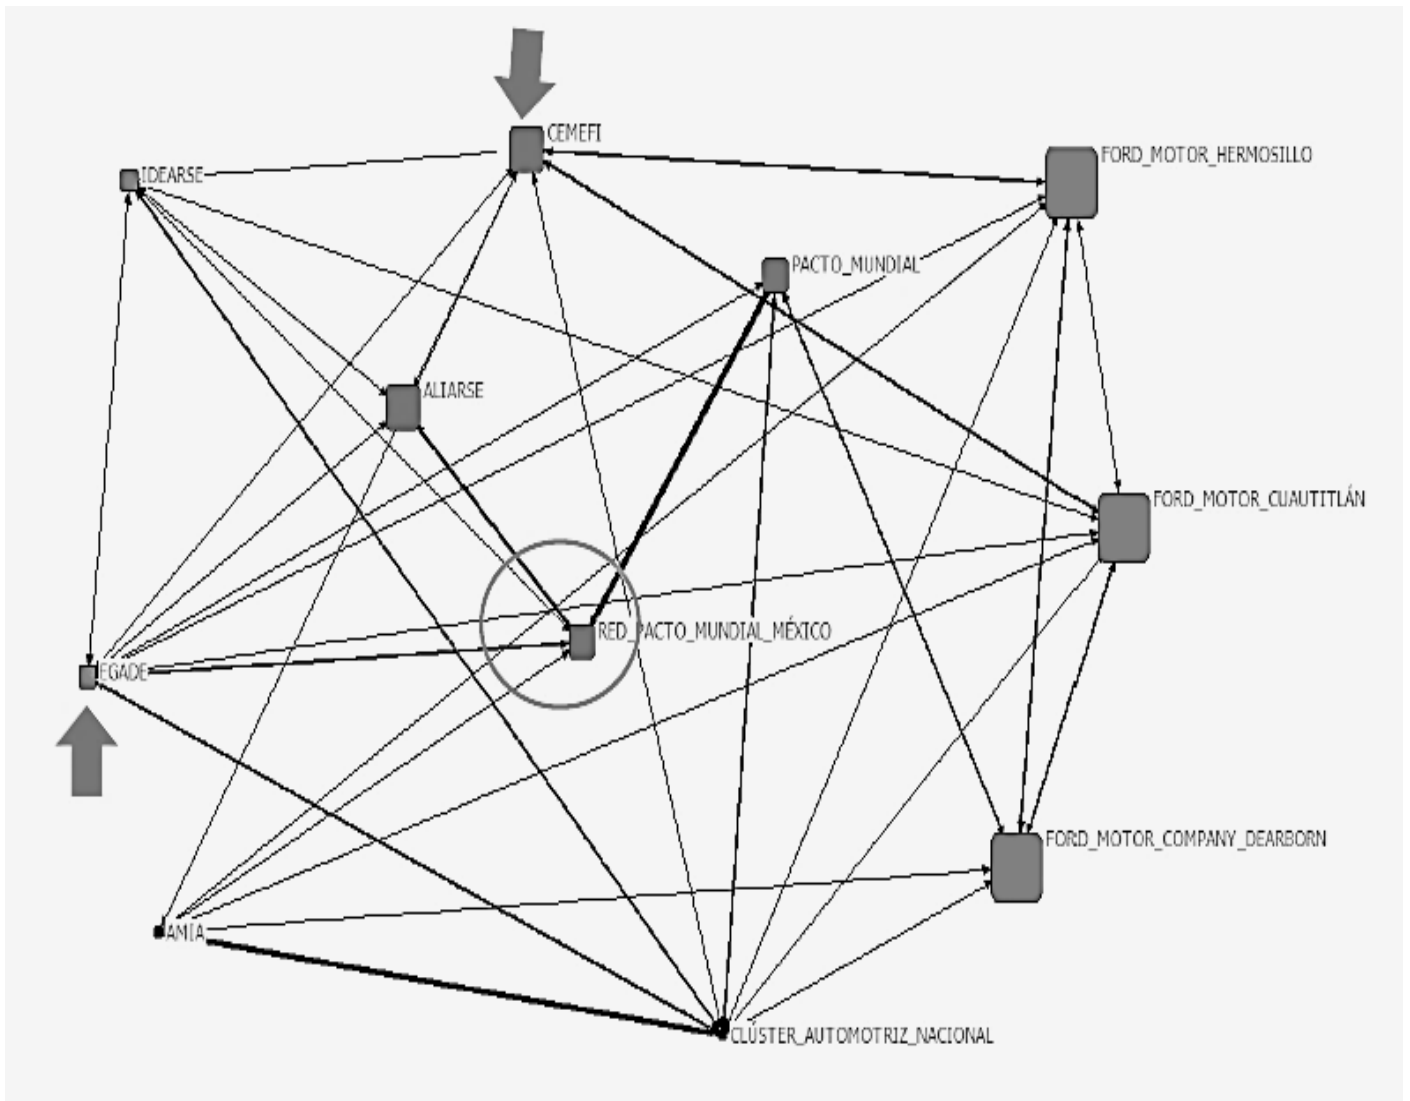 CEMEFI
FORD_MOTOR_HERMOSILLO
IDEARSE
PACTO_MUNDIAL
ALIARSE
FORD_MOTOR_CUAUTITLÁN
RED_PACTO_MUNDIAL_MÉXICO
EGADE
FORD_MOTOR_COMPANY_DEARBORN
AMIA
CLÚSTER_AUTOMOTRIZ_NACIONAL